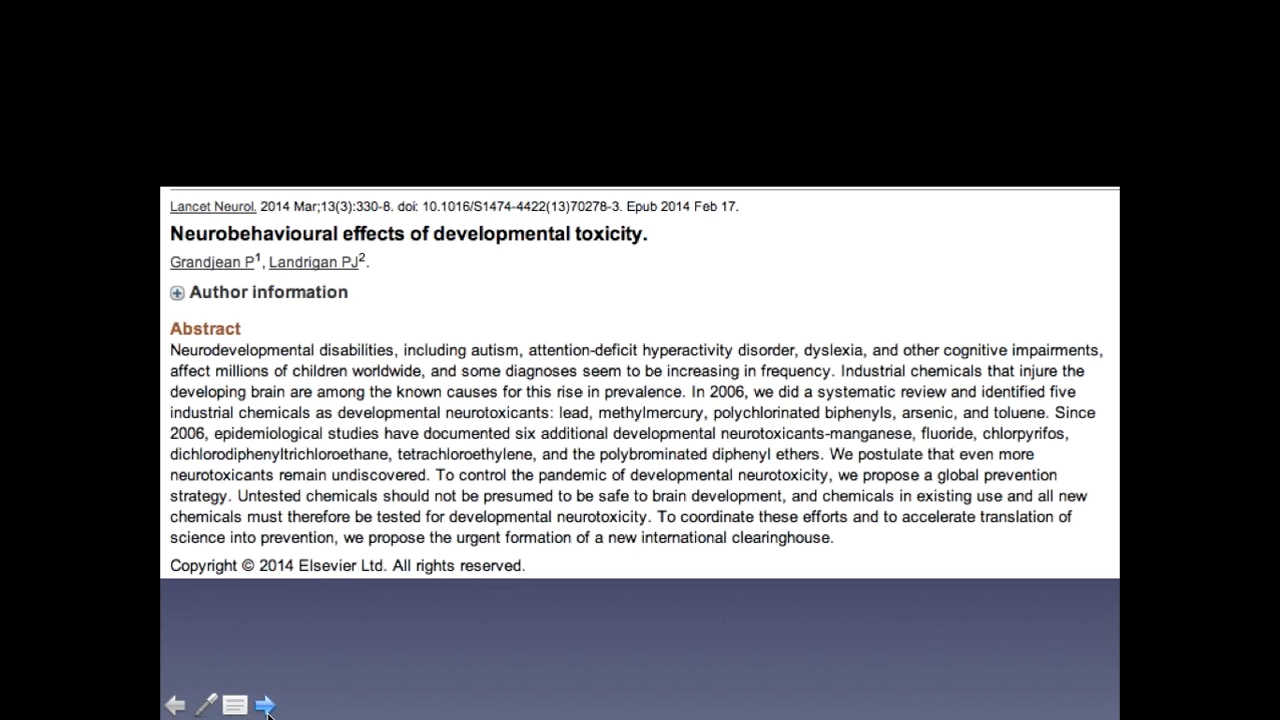 Lancet Neurol. 2014 Mar;13(3):330-8. doi: 10.1016/S1474-4422(13)70278-3. Epub 2014 Feb 17.
Neurobehavioural effects of developmental toxicity.
Grandjean P1, Landrigan PJ2.
Author information
Abstract
Neurodevelopmental disabilities, including autism, attention-deficit hyperactivity disorder, dyslexia, and other cognitive impairments,
affect millions of children worldwide, and some diagnoses seem to be increasing in frequency. Industrial chemicals that injure the
developing brain are among the known causes for this rise in prevalence. In 2006, we did a systematic review and identified five
industrial chemicals as developmental neurotoxicants: lead, methylmercury, polychlorinated biphenyls, arsenic, and toluene. Since
2006, epidemiological studies have documented six additional developmental neurotoxicants-manganese, fluoride, chlorpyrifos,
dichlorodiphenyltrichloroethane, tetrachloroethylene, and the polybrominated diphenyl ethers. We postulate that even more
neurotoxicants remain undiscovered. To control the pandemic of developmental neurotoxicity, we propose a global prevention
strategy. Untested chemicals should not be presumed to be safe to brain development, and chemicals in existing use and all new
chemicals must therefore be tested for developmental neurotoxicity. To coordinate these efforts and to accelerate translation of
science into prevention, we propose the urgent formation of a new international clearinghouse.
Copyright © 2014 Elsevier Ltd. All rights reserved.